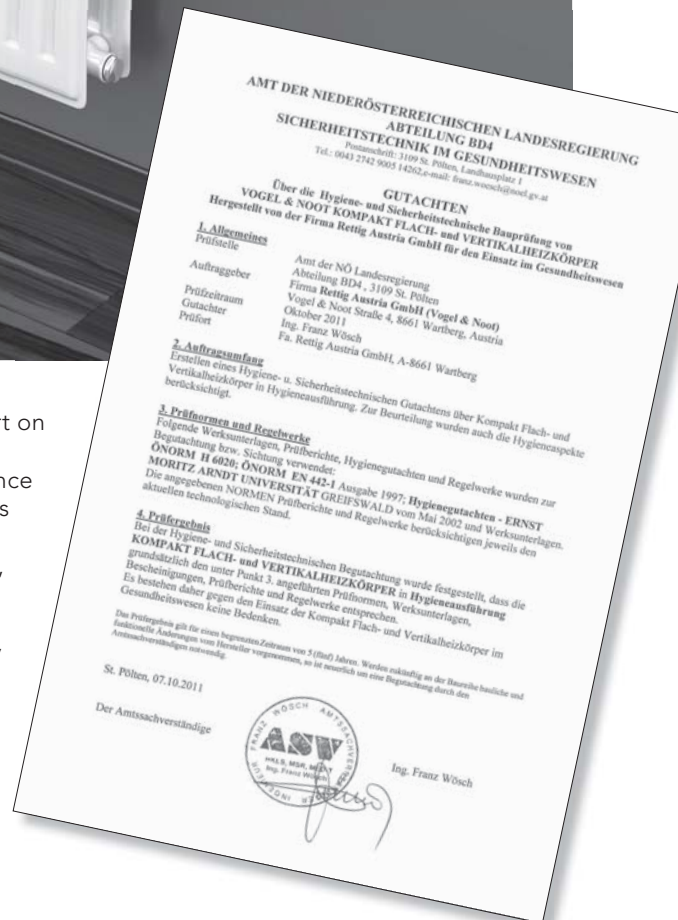 rt on
nce
s
AMT DER NIEDERÖSTERREICHISCHEN LANDESREGIERUNG
ABTEILUNG BD4
SICHERHEITSTECHNIK IM GESUNDHEITSWESEN
Postanschrift: 3109 St. Pölten, Landhausplatz 1
Tel.: 0043 2742 9005 14262,e-mail: franz.woesch@noel.gv.at
GUTACHTEN
Über die Hygiene- und Sicherheitstechnische Bauprüfung von
VOGEL & NOOT KOMPAKT FLACH- und VERTIKALHEIZKÖRPER
Hergestellt von der Firma Rettig Austria GmbH für den Einsatz im Gesundheitswesen
1. Allgemeines
Prüfstelle Amt der NÖ Landesregierung
Abteilung BD4 , 3109 St. Pölten
Auftraggeber Firma Rettig Austria GmbH (Vogel & Noot)
Vogel & Noot Straße 4, 8661 Wartberg, Austria
Prüfzeitraum Oktober 2011
Gutachter Ing. Franz Wösch
Prüfort Fa. Rettig Austria GmbH, A-8661 Wartberg
2. Auftragsumfang
Erstellen eines Hygiene- u. Sicherheitstechnischen Gutachtens über Kompakt Flach- und
Vertikalheizkörper in Hygieneausführung. Zur Beurteilung wurden auch die Hygieneaspekte
berücksichtigt.
3. Prüfnormen und Regelwerke
Folgende Werksunterlagen, Prüfberichte, Hygienegutachten und Regelwerke wurden zur
Begutachtung bzw. Sichtung verwendet:
ÖNORM H 6020; ÖNORM EN 442-1 Ausgabe 1997; Hygienegutachten - ERNST
MORITZ ARNDT UNIVERSITÄT GREIFSWALD vom Mai 2002 und Werksunterlagen.
Die angegebenen NORMEN Prüfberichte und Regelwerke berücksichtigen jeweils den
aktuellen technologischen Stand.
4. Prüfergebnis
Bei der Hygiene- und Sicherheitstechnischen Begutachtung wurde festgestellt, dass die
KOMPAKT FLACH- und VERTIKALHEIZKÖRPER in Hygieneausführung
grundsätzlich den unter Punkt 3. angeführten Prüfnormen, Werksunterlagen,
Bescheinigungen, Prüfberichte und Regelwerke entsprechen.
Es bestehen daher gegen den Einsatz der Kompakt Flach- und Vertikalheizkörper im
Gesundheitswesen keine Bedenken.
Das Prüfergebnis gilt für einen begrenzten Zeitraum von 5 (fünf) Jahren. Werden zukünftig an der Baureihe bauliche und
funktionelle Änderungen vom Hersteller vorgenommen, so ist neuerlich um eine Begutachtung durch den
Amtssachverständigen notwendig.
St. Pölten, 07.10.2011
Der Amtssachverständige
ASV
HKLS, MSR,
Ing. Franz Wösch
Ing. Franz Wösch